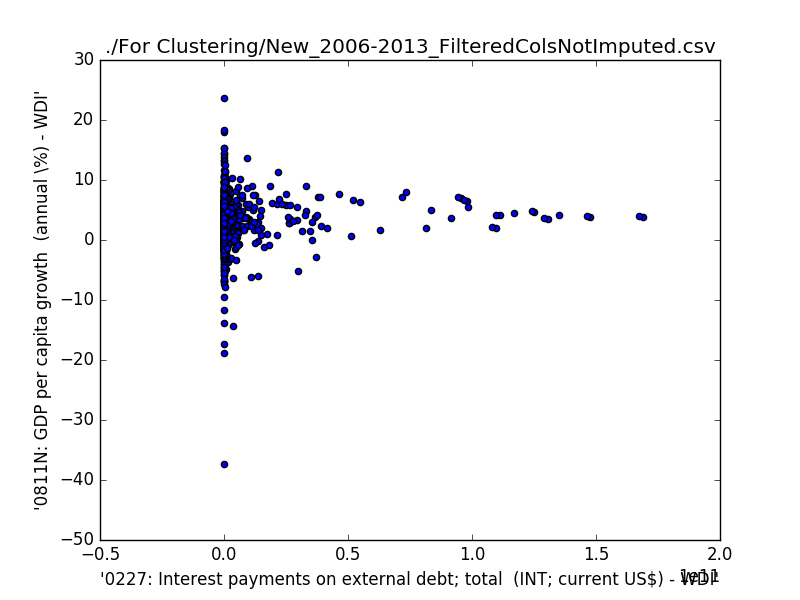 ./For Clustering/New_2006-2013_FilteredColsNotImputed.csv
30
20
10
0
−10
−20
−30
−40
−50
'0811N: GDP per capita growth (annual \%) - WDI'
−0.5 0.0 0.5 1.0 1.5 2.0
1e11
'0227: Interest payments on external debt; total (INT; current US$) - WDI'